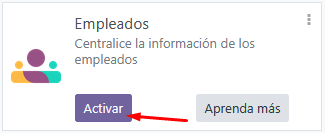 Empleados
Centralice la información de los
empleados
Activar
Aprenda más